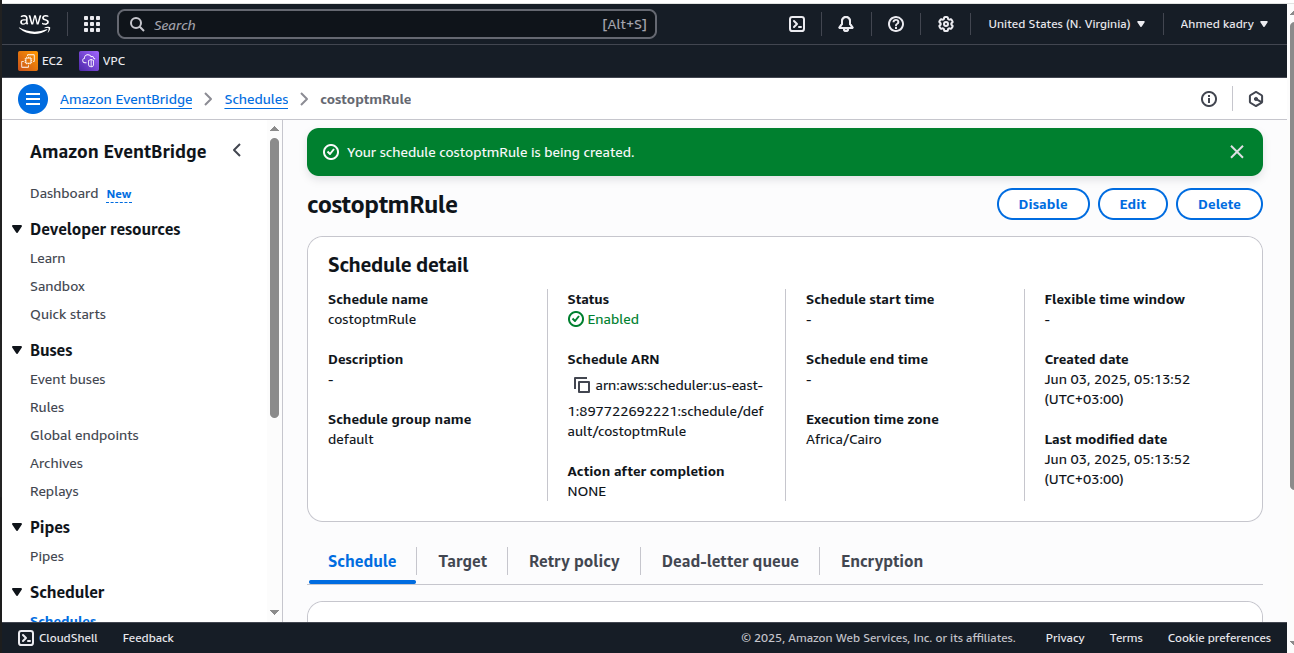 aws
Search
[Alt+S]
United States (N. Virginia)
Ahmed kadry
EC2
VPC
Amazon EventBridge
Schedules
costoptmRule
Amazon EventBridge
Dashboard New
Developer resources
Learn
Sandbox
Quick starts
Buses
Event buses
Rules
Global endpoints
Archives
Replays
Pipes
Pipes
Scheduler
Schedules
Your schedule costoptmRule is being created.
costoptmRule
Disable
Edit
Delete
Schedule detail
Schedule name
costoptmRule
Description
-
Schedule group name
default
Status
Enabled
Schedule ARN
arn:aws:scheduler:us-east-
1:897722692221:schedule/def
ault/costoptmRule
Action after completion
NONE
Schedule start time
-
Schedule end time
-
Execution time zone
Africa/Cairo
Flexible time window
-
Created date
Jun 03, 2025, 05:13:52
(UTC+03:00)
Last modified date
Jun 03, 2025, 05:13:52
(UTC+03:00)
Schedule
Target
Retry policy
Dead-letter queue
Encryption
CloudShell
Feedback
© 2025, Amazon Web Services, Inc. or its affiliates.
Privacy
Terms
Cookie preferences